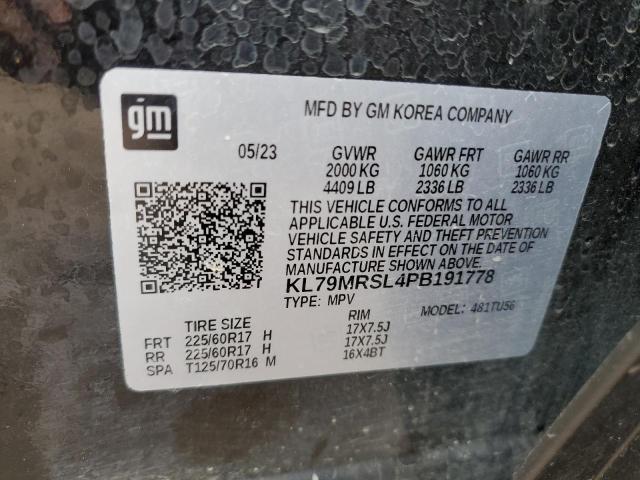 gm
MFD BY GM KOREA COMPANY
05/23 GVWR GAWR FRT GAWR RR
2000 KG 1060 KG 1060 KG
4409 LB 2336 LB 2336 LB
THIS VEHICLE CONFORMS TO ALL
APPLICABLE U.S. FEDERAL MOTOR
VEHICLE SAFETY AND THEFT PREVENTION
STANDARDS IN EFFECT ON THE DATE OF
MANUFACTURE SHOWN ABOVE.
KL79MRSL4PB191778
TYPE: MPV MODEL: 481TU56
TIRE SIZE RIM
FRT 225/60R17 H 17X7.5J
RR 225/60R17 H 17X7.5J
SPA T125/70R16 M 16X4BT